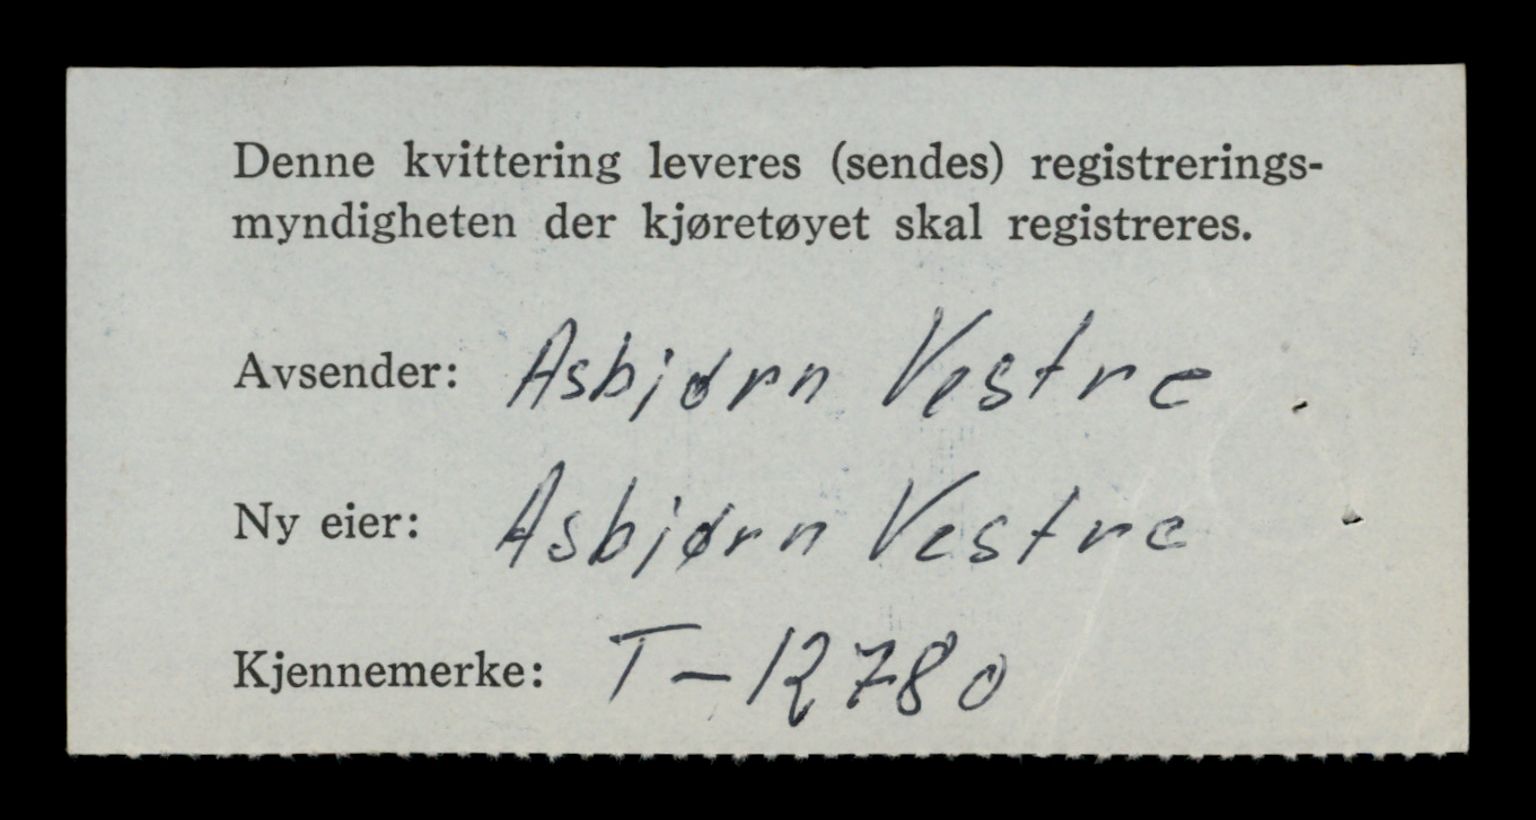 Denne kvittering leveres (sendes) registrerings-
myndigheten der kjøretøyet skal registreres.
Avsender: Asbjørn Vestre
Ny eier: Asbjørn Vestre
Kjennemerke: T-12780